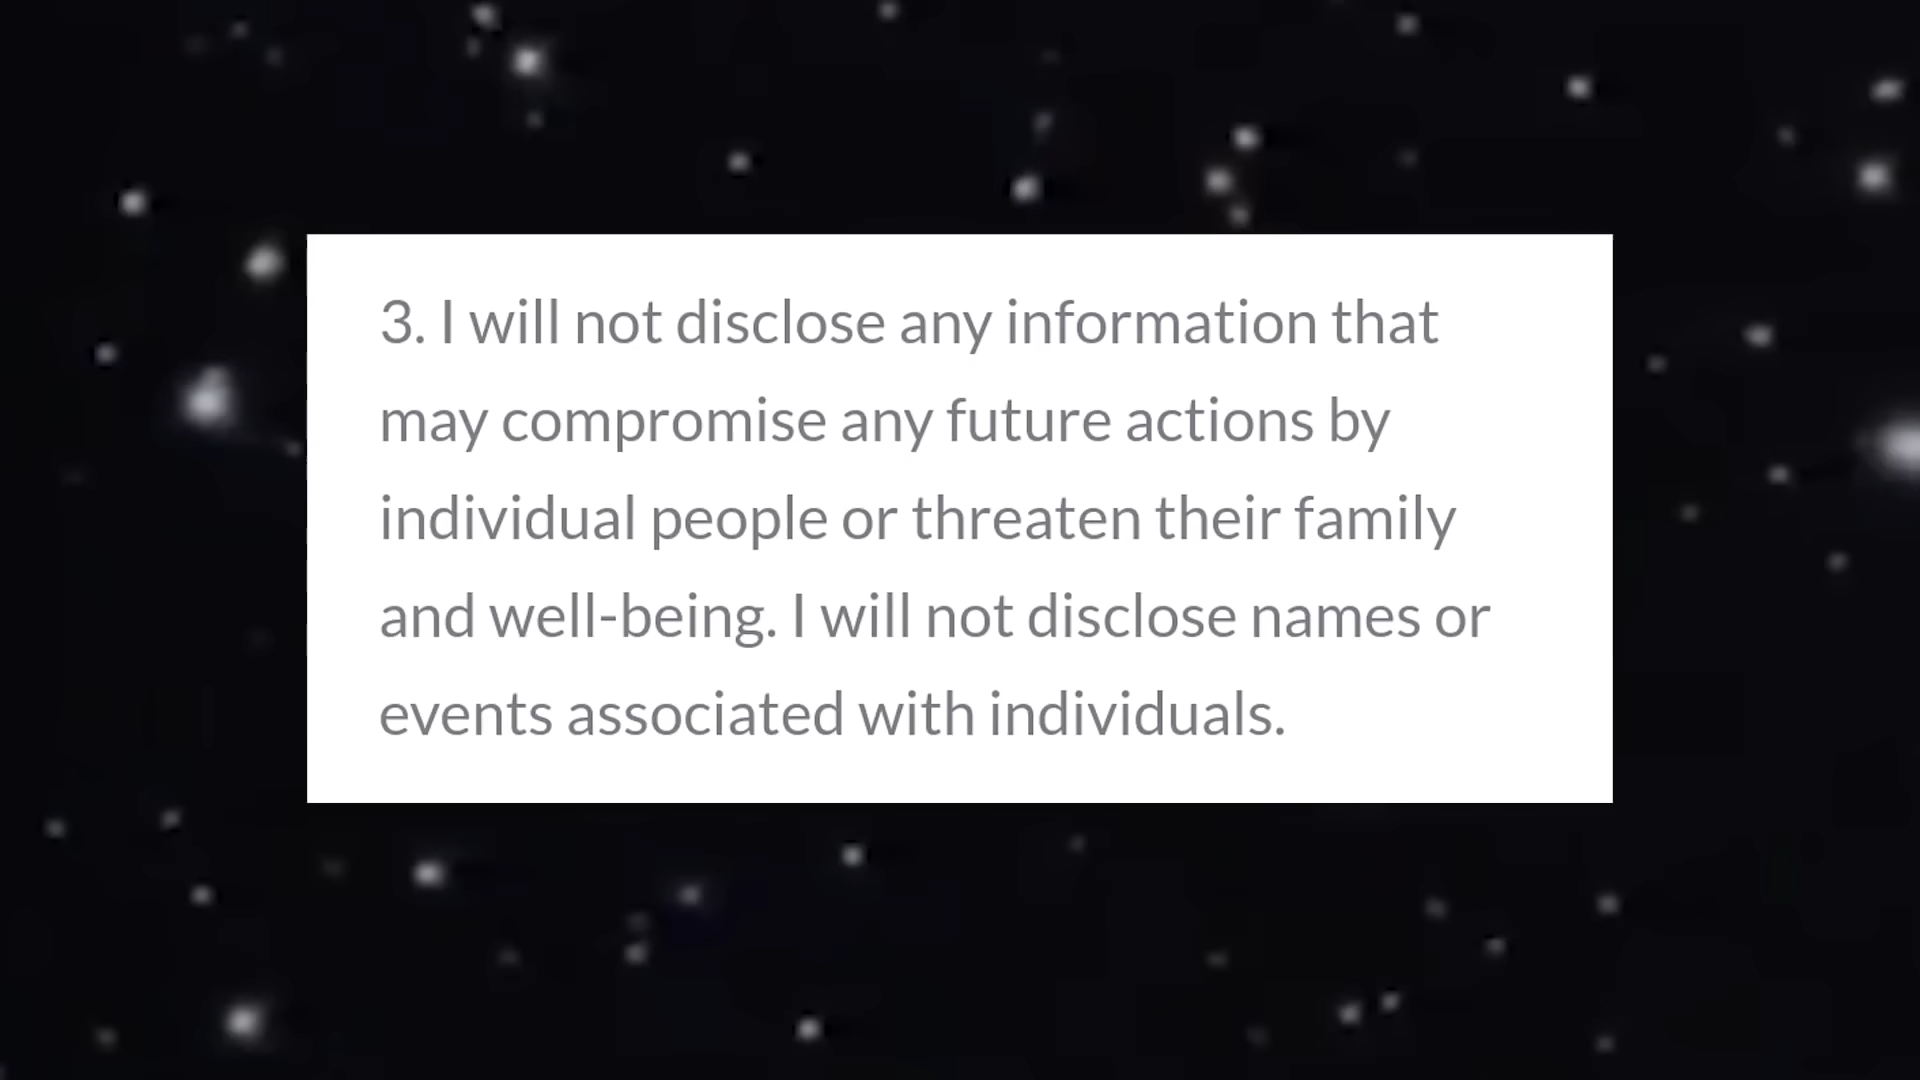 3. I will not disclose any information that
may compromise any future actions by
individual people or threaten their family
and well-being. I will not disclose names or
events associated with individuals.